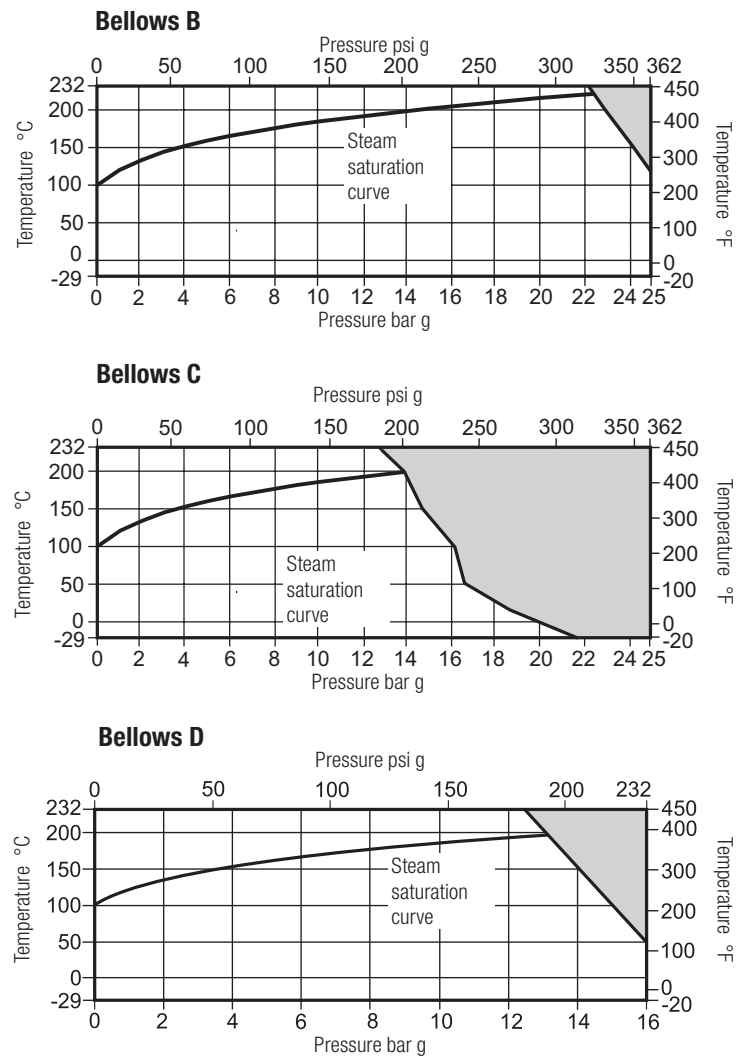 Bellows B
Pressure psi g
0 50 100 150 200 250 300 350 362
232 200 150 100 50 0 -29
Temperature °C
Steam
saturation
curve
450 400 300 200 100 0 -20
Temperature °F
0 2 4 6 8 10 12 14 16 18 20 22 24 25
Pressure bar g
Bellows C
Pressure psi g
0 50 100 150 200 250 300 350 362
232 200 150 100 50 0 -29
Temperature °C
Steam
saturation
curve
450 400 300 200 100 0 -20
Temperature °F
0 2 4 6 8 10 12 14 16 18 20 22 24 25
Pressure bar g
Bellows D
Pressure psi g
0 50 100 150 200 232
232 200 150 100 50 0 -29
Temperature °C
Steam
saturation
curve
450 400 300 200 100 0 -20
Temperature °F
0 2 4 6 8 10 12 14 16
Pressure bar g